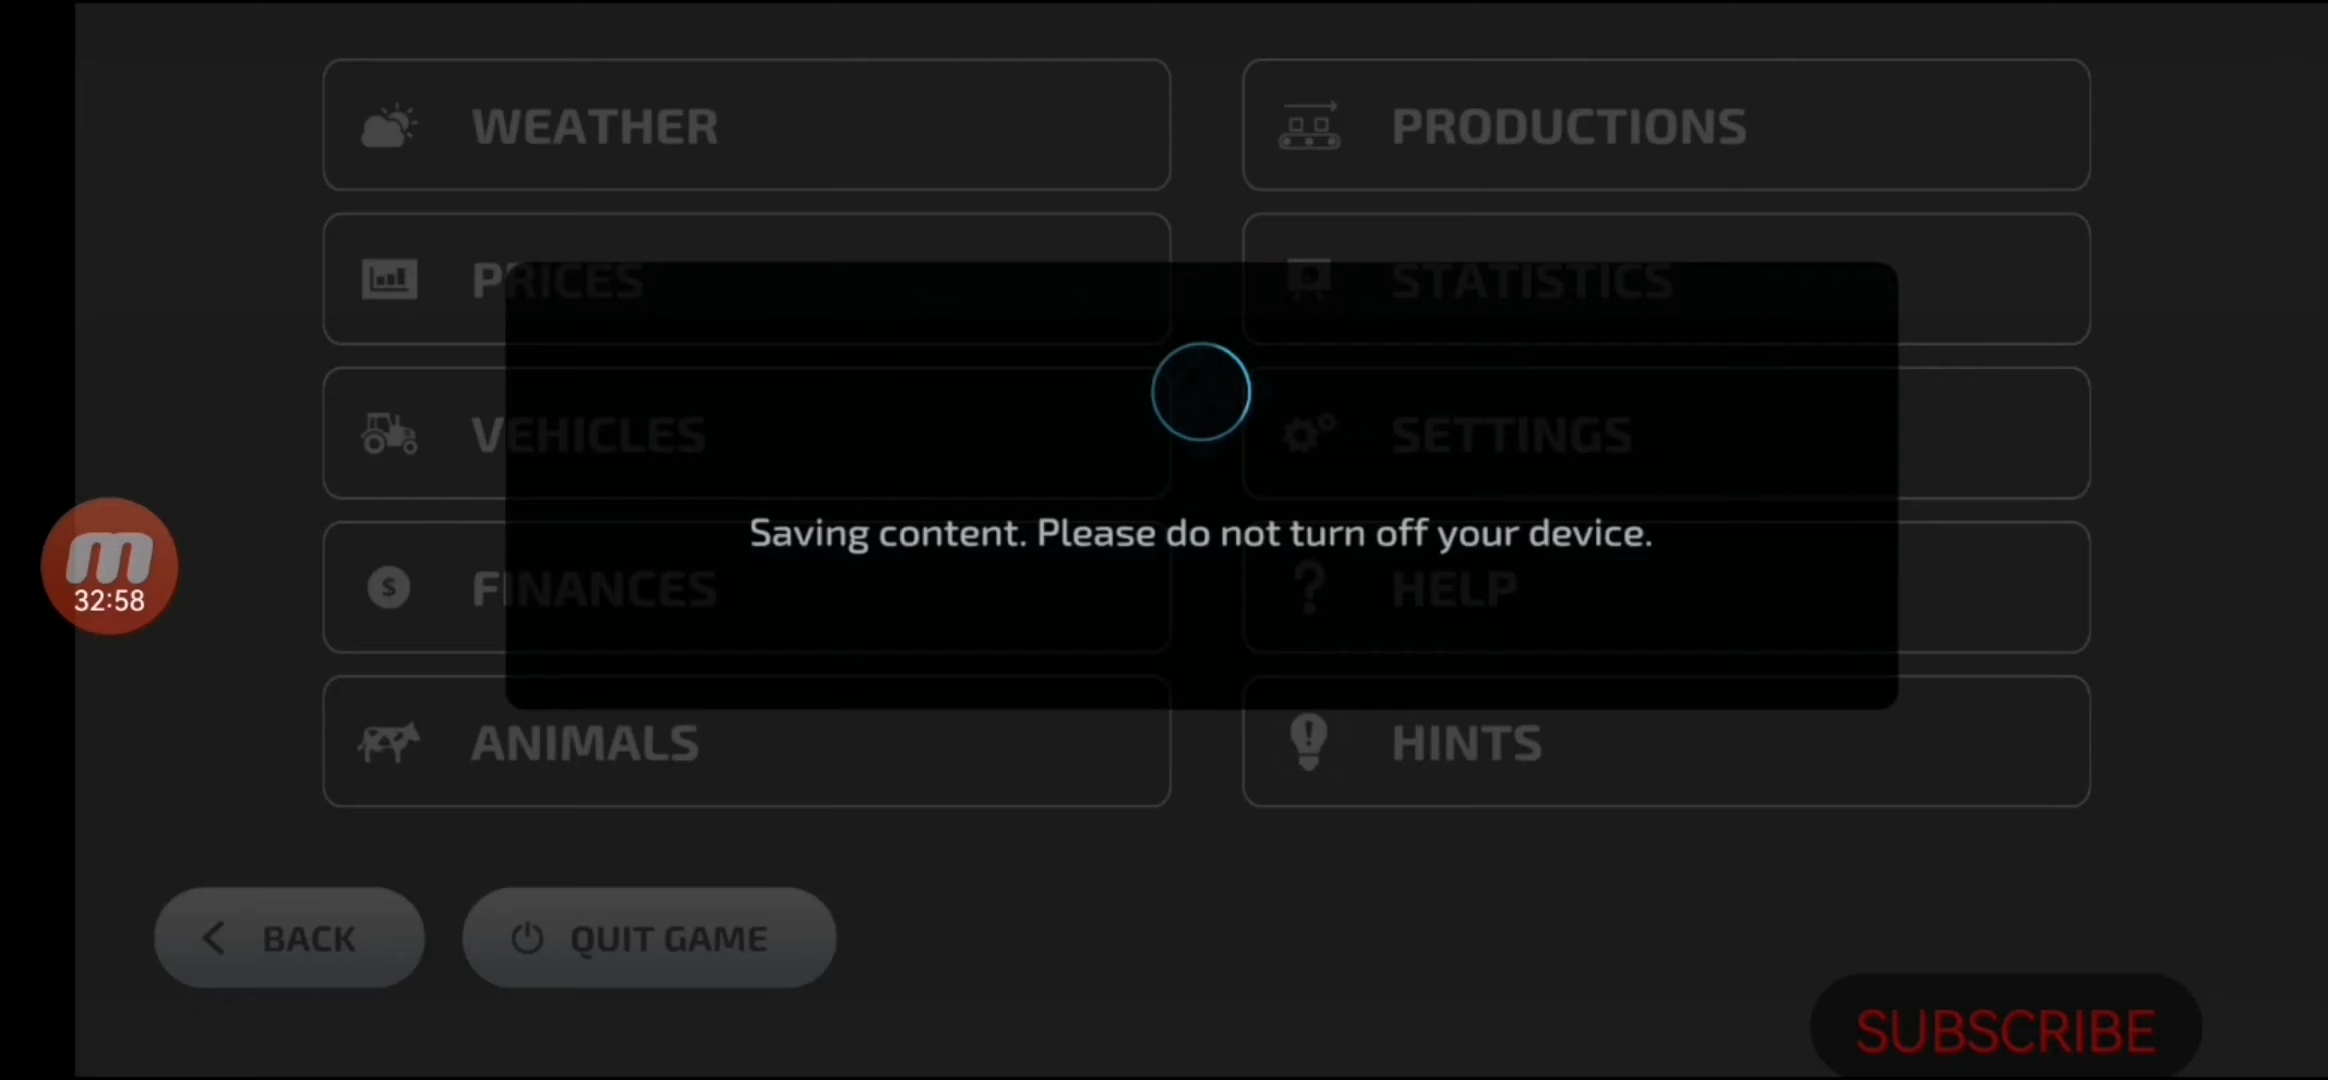 WEATHER
PRODUCTIONS
PRICES
STATISTICS
VEHICLES
SETTINGS
Saving content. Please do not turn off your device.
FINANCES
HELP
ANIMALS
HINTS
m
32:58
BACK
QUIT GAME
SUBSCRIBE